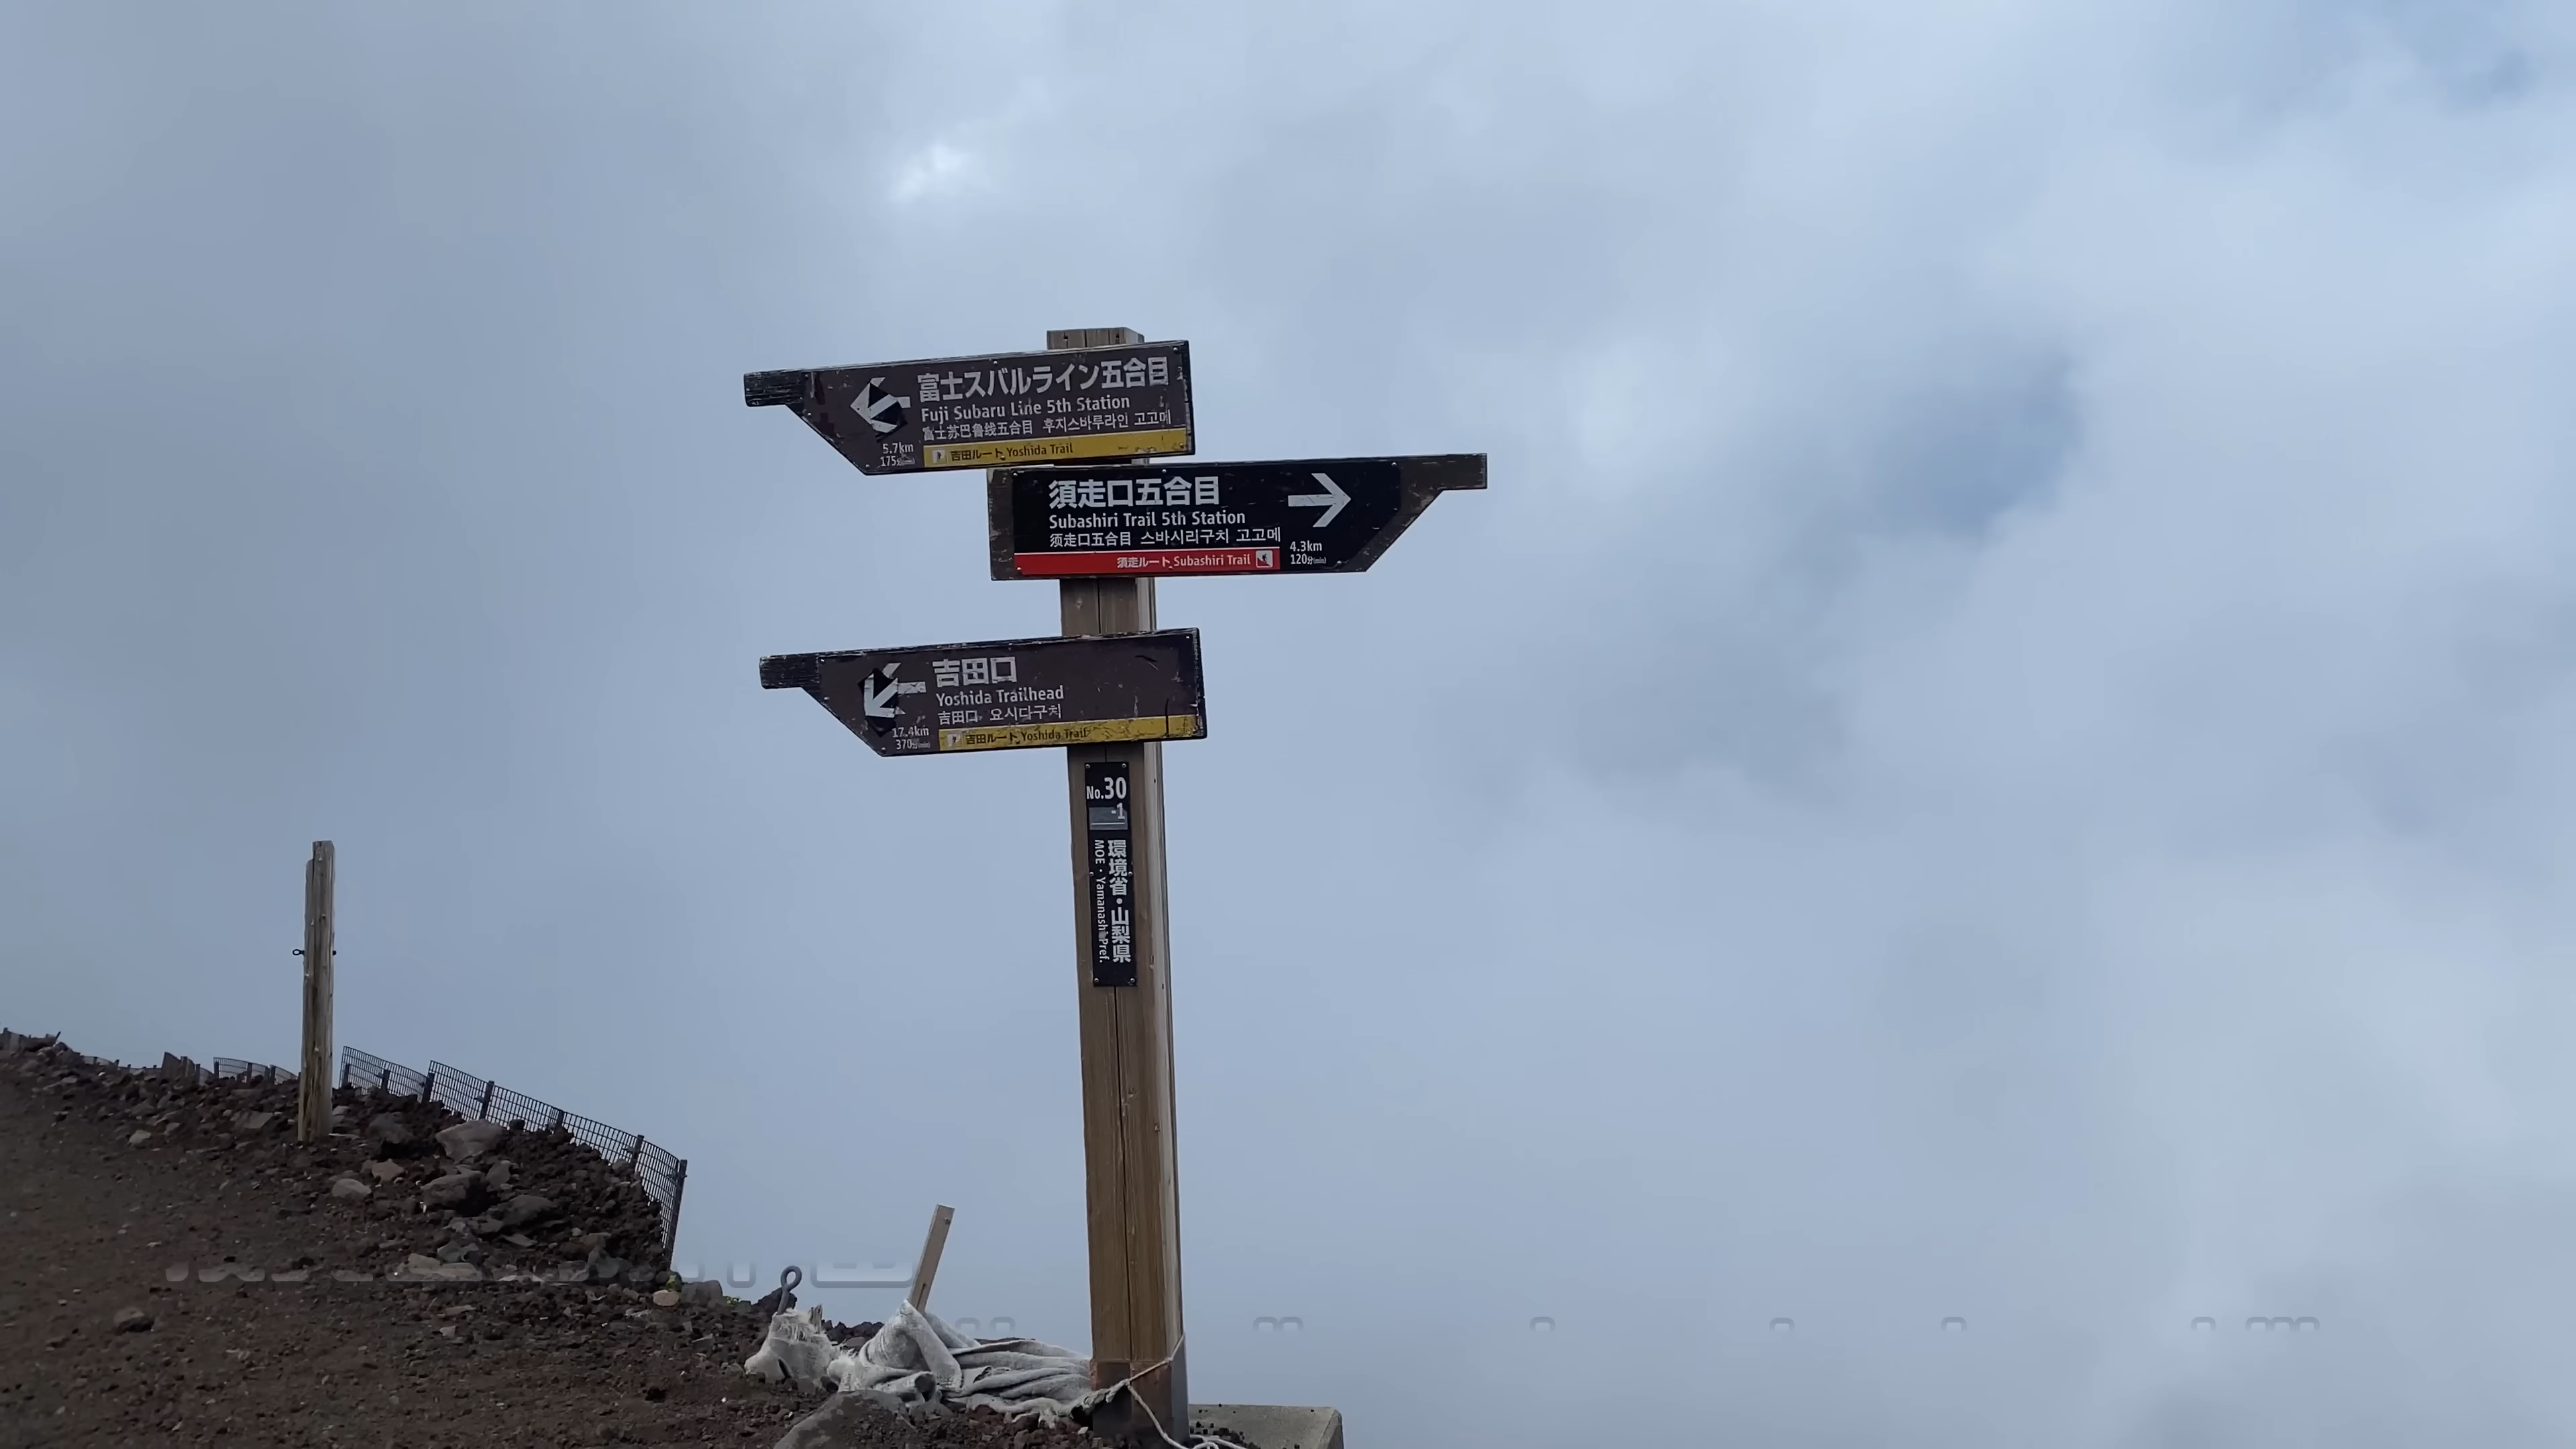 富士スバルライン五合目
Fuji Subaru Line 5th Station
富士苏巴鲁线五合目 후지스바루라인 고고메
5.7km
175分(min)
吉田ルート Yoshida Trail
須走口五合目
Subashiri Trail 5th Station
须走口五合目 스바시리구치 고고메
4.3km
120分(min)
須走ルート Subashiri Trail
吉田口
Yoshida Trailhead
吉田口 요시다구치
17.4km
370分(min)
吉田ルート Yoshida Trail
No.30
-1
環境省・山梨県
MOE・Yamanashi Pref.